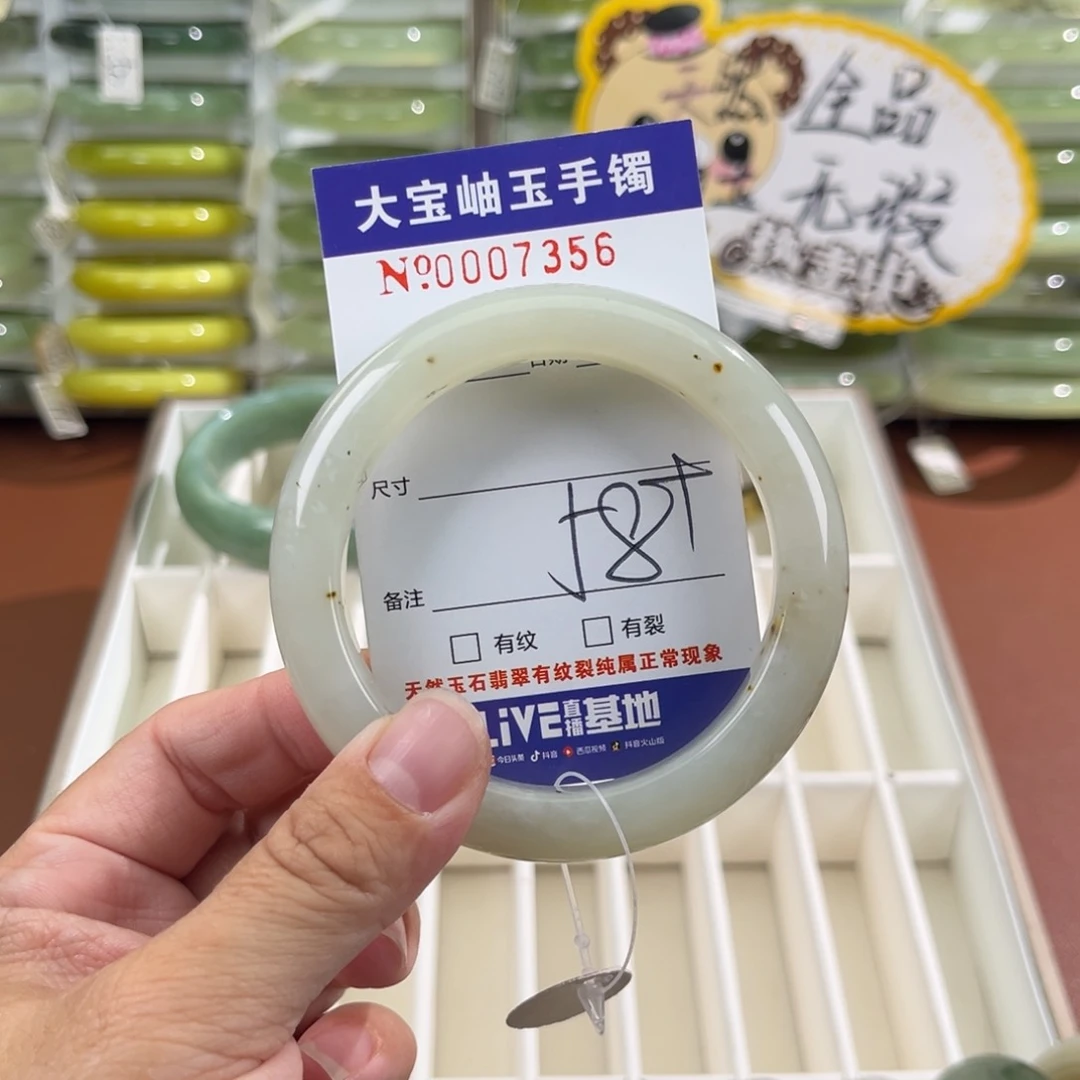 全品
无瑕
大宝岫玉手镯
Nº:0007356
日期
尺寸
58
备注
有纹
有裂
天然玉石翡翠有纹裂纯属正常现象
LiVE直播基地
今日头条 抖音 西瓜视频 抖音火山版